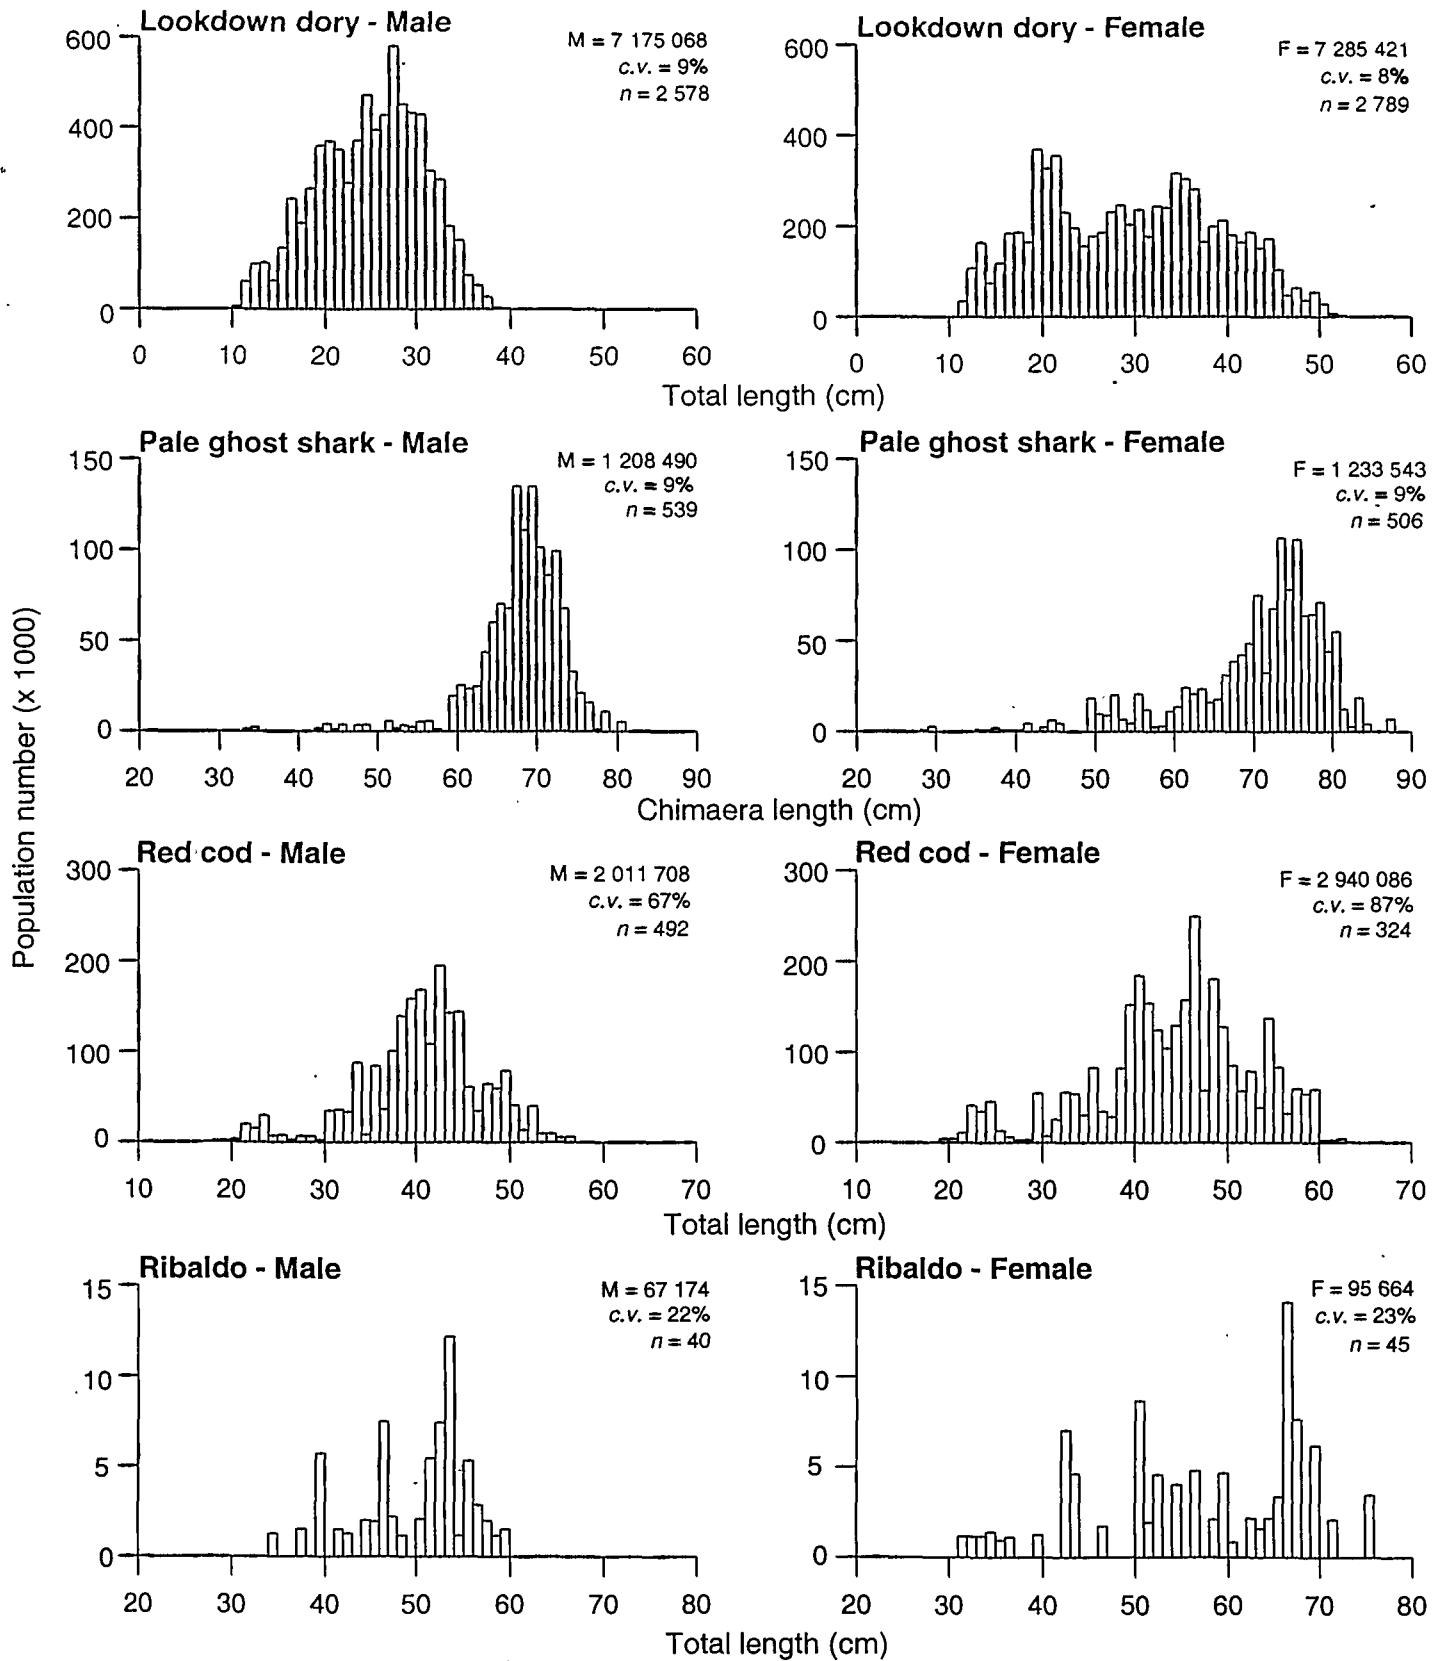 Lookdown dory - Male
M = 7 175 068
c.v. = 9%
n = 2 578
600
400
200
0
0 10 20 30 40 50 60
Lookdown dory - Female
F = 7 285 421
c.v. = 8%
n = 2 789
600
400
200
0
0 10 20 30 40 50 60
Total length (cm)
Pale ghost shark - Male
M = 1 208 490
c.v. = 9%
n = 539
150
100
50
0
20 30 40 50 60 70 80 90
Pale ghost shark - Female
F = 1 233 543
c.v. = 9%
n = 506
150
100
50
0
20 30 40 50 60 70 80 90
Chimaera length (cm)
Population number (x 1000)
Red cod - Male
M = 2 011 708
c.v. = 67%
n = 492
300
200
100
0
10 20 30 40 50 60 70
Red cod - Female
F = 2 940 086
c.v. = 87%
n = 324
300
200
100
0
10 20 30 40 50 60 70
Total length (cm)
Ribaldo - Male
M = 67 174
c.v. = 22%
n = 40
15
10
5
0
20 30 40 50 60 70 80
Ribaldo - Female
F = 95 664
c.v. = 23%
n = 45
15
10
5
0
20 30 40 50 60 70 80
Total length (cm)